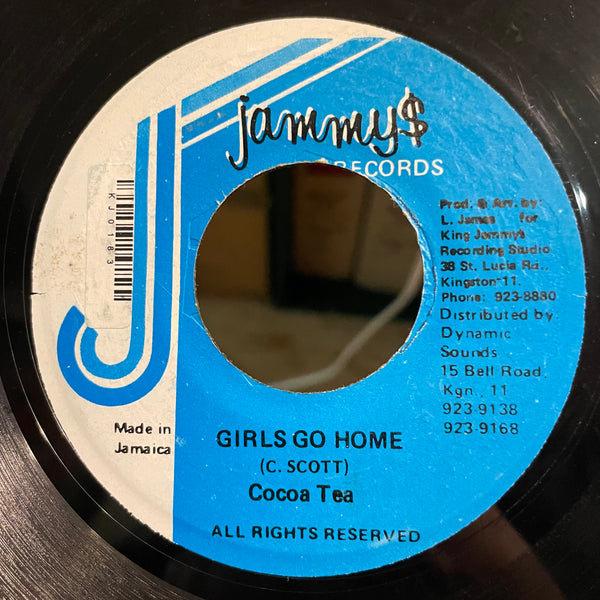 jammy$
RECORDS
KJ0183
Prod: & Arr. by:
L. James for
King Jammy$
Recording Studio
38 St. Lucia Rd.,
Kingston 11.
Phone: 923-8880
Distributed by
Dynamic
Sounds
15 Bell Road
Kgn., 11
923-9138
923-9168
Made in
Jamaica
GIRLS GO HOME
(C. SCOTT)
Cocoa Tea
ALL RIGHTS RESERVED